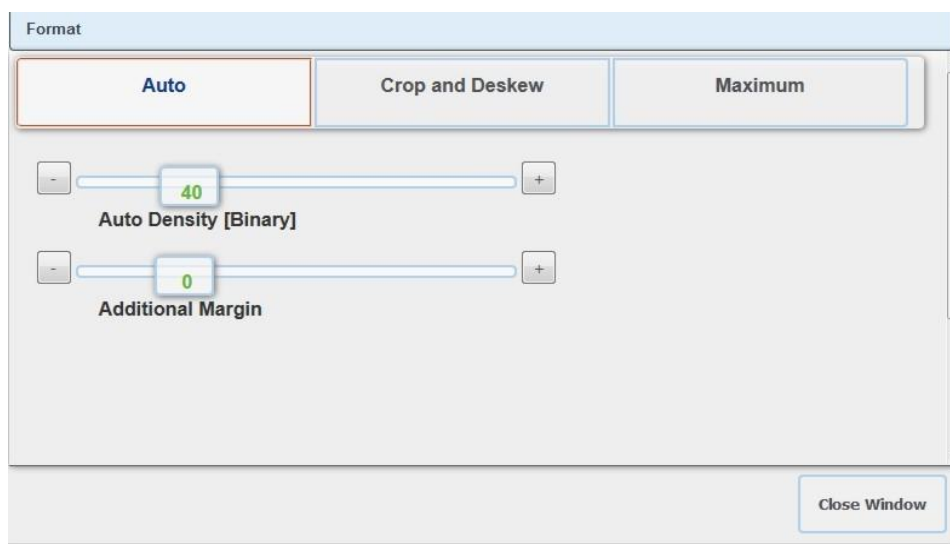 Format
Auto Crop and Deskew Maximum
- 40 +
Auto Density [Binary]
- 0 +
Additional Margin
Close Window